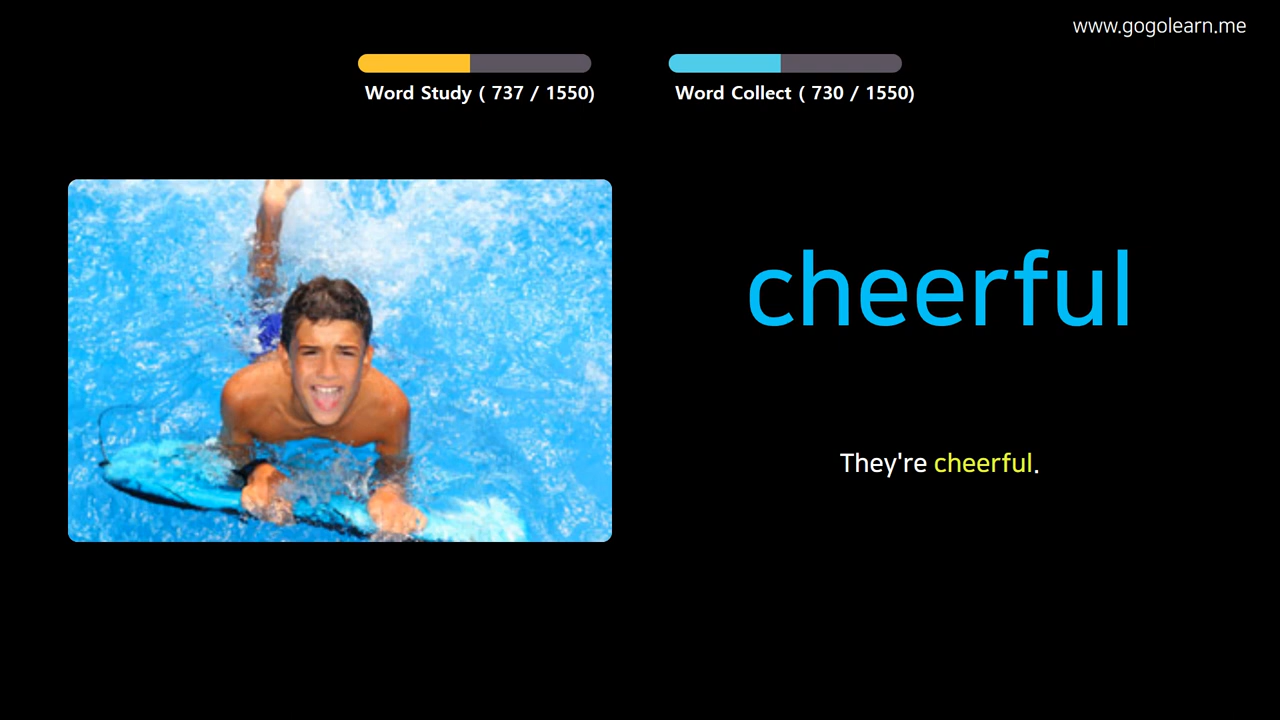 www.gogolearn.me
Word Study ( 737 / 1550)
Word Collect ( 730 / 1550)
cheerful
They're cheerful.